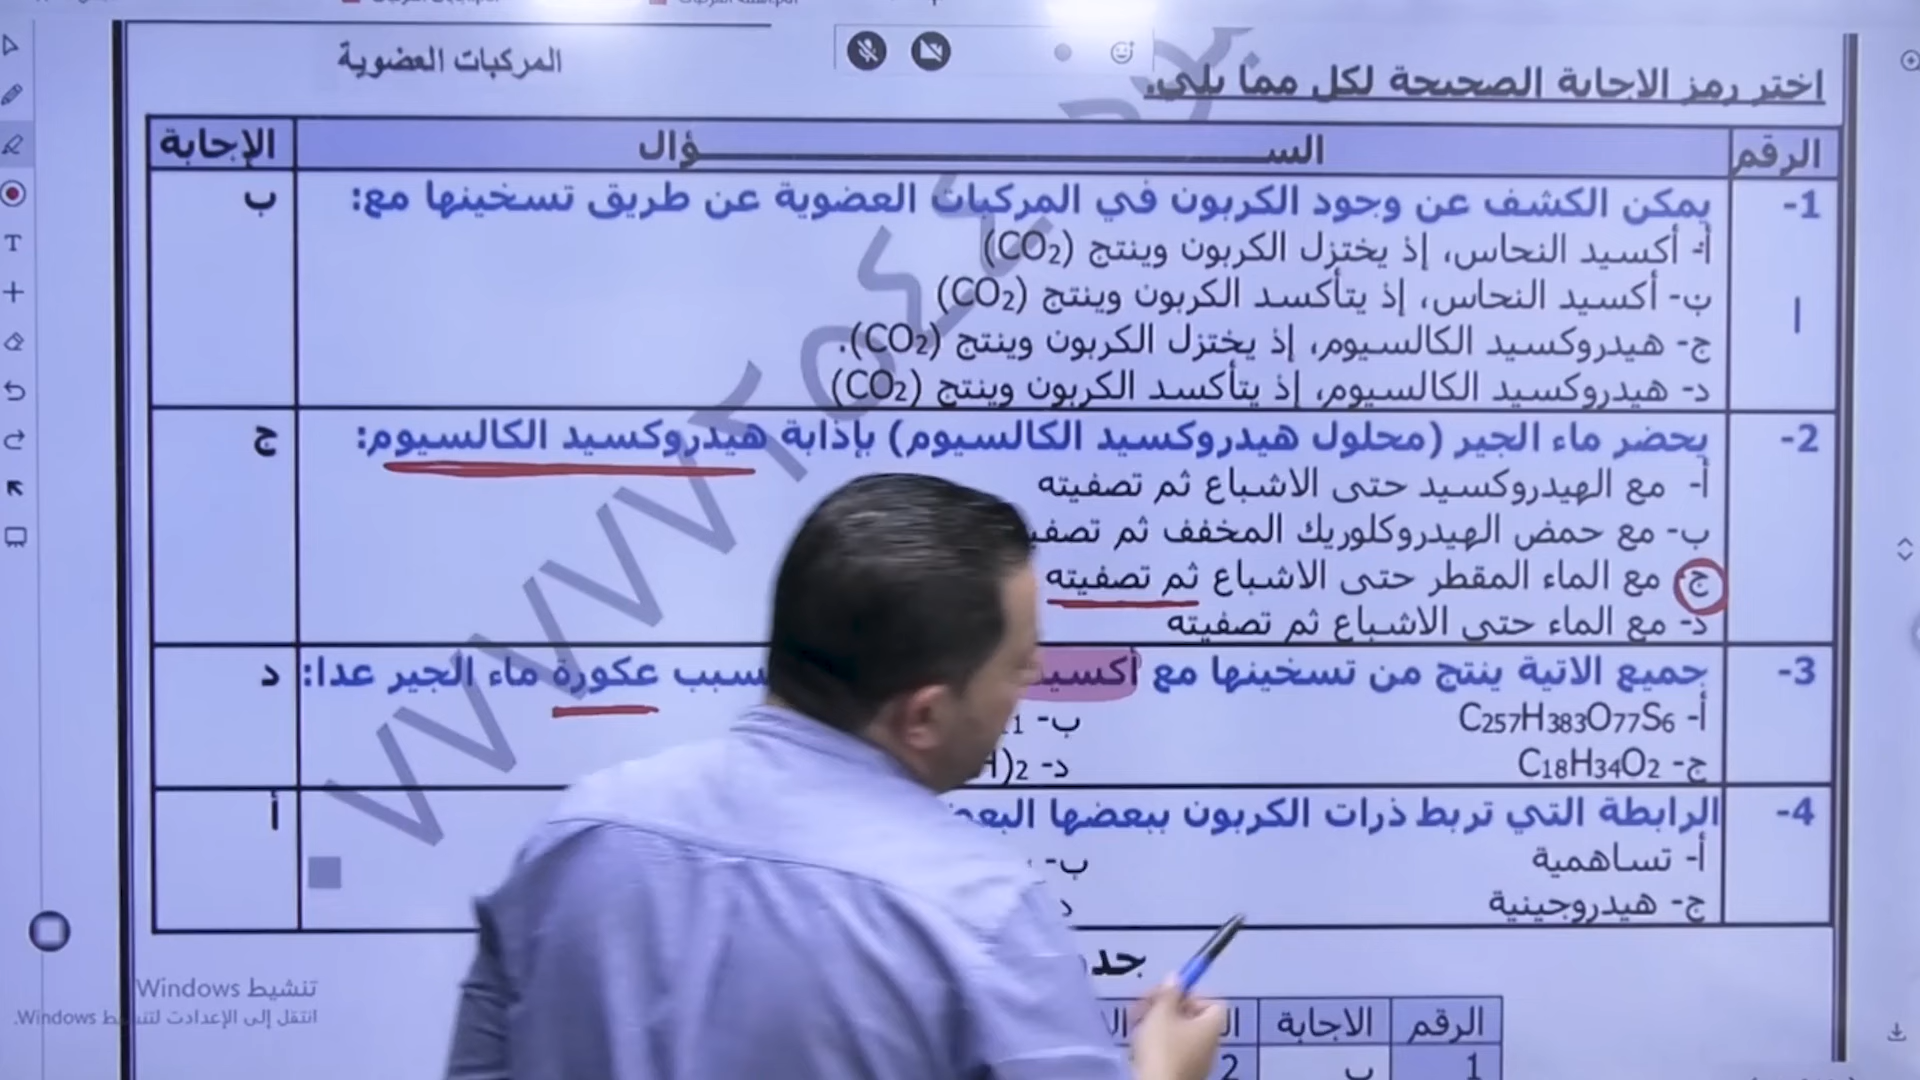 المركبات العضوية
اختر رمز الاجابة الصحيحة لكل مما يلي.
الرقم
الســـــــؤال
الإجابة
1-
يمكن الكشف عن وجود الكربون في المركبات العضوية عن طريق تسخينها مع:
ب
أ- أكسيد النحاس، إذ يختزل الكربون وينتج (CO2)
ب- أكسيد النحاس، إذ يتأكسد الكربون وينتج (CO2)
ج- هيدروكسيد الكالسيوم، إذ يختزل الكربون وينتج (CO2).
د- هيدروكسيد الكالسيوم، إذ يتأكسد الكربون وينتج (CO2)
2-
يحضر ماء الجير (محلول هيدروكسيد الكالسيوم) بإذابة هيدروكسيد الكالسيوم:
ج
أ- مع الهيدروكسيد حتى الاشباع ثم تصفيته
ب- مع حمض الهيدروكلوريك المخفف ثم
ج- مع الماء المقطر حتى الاشباع ثم تصفيته
د- مع الماء حتى الاشباع ثم تصفيته
3-
جميع الاتية ينتج من تسخينها مع عكورة ماء الجير عدا:
د
أ- C257H383O77S6
ب-
ج- C18H34O2
د- H)2
4-
الرابطة التي تربط ذرات الكربون ببعضها
أ
أ- تساهمية
ب-
ج- هيدروجينية
د
الرقم
الاجابة
1
ب
2
تنشيط Windows
انتقل إلى الإعدادت لتنشيط Windows.